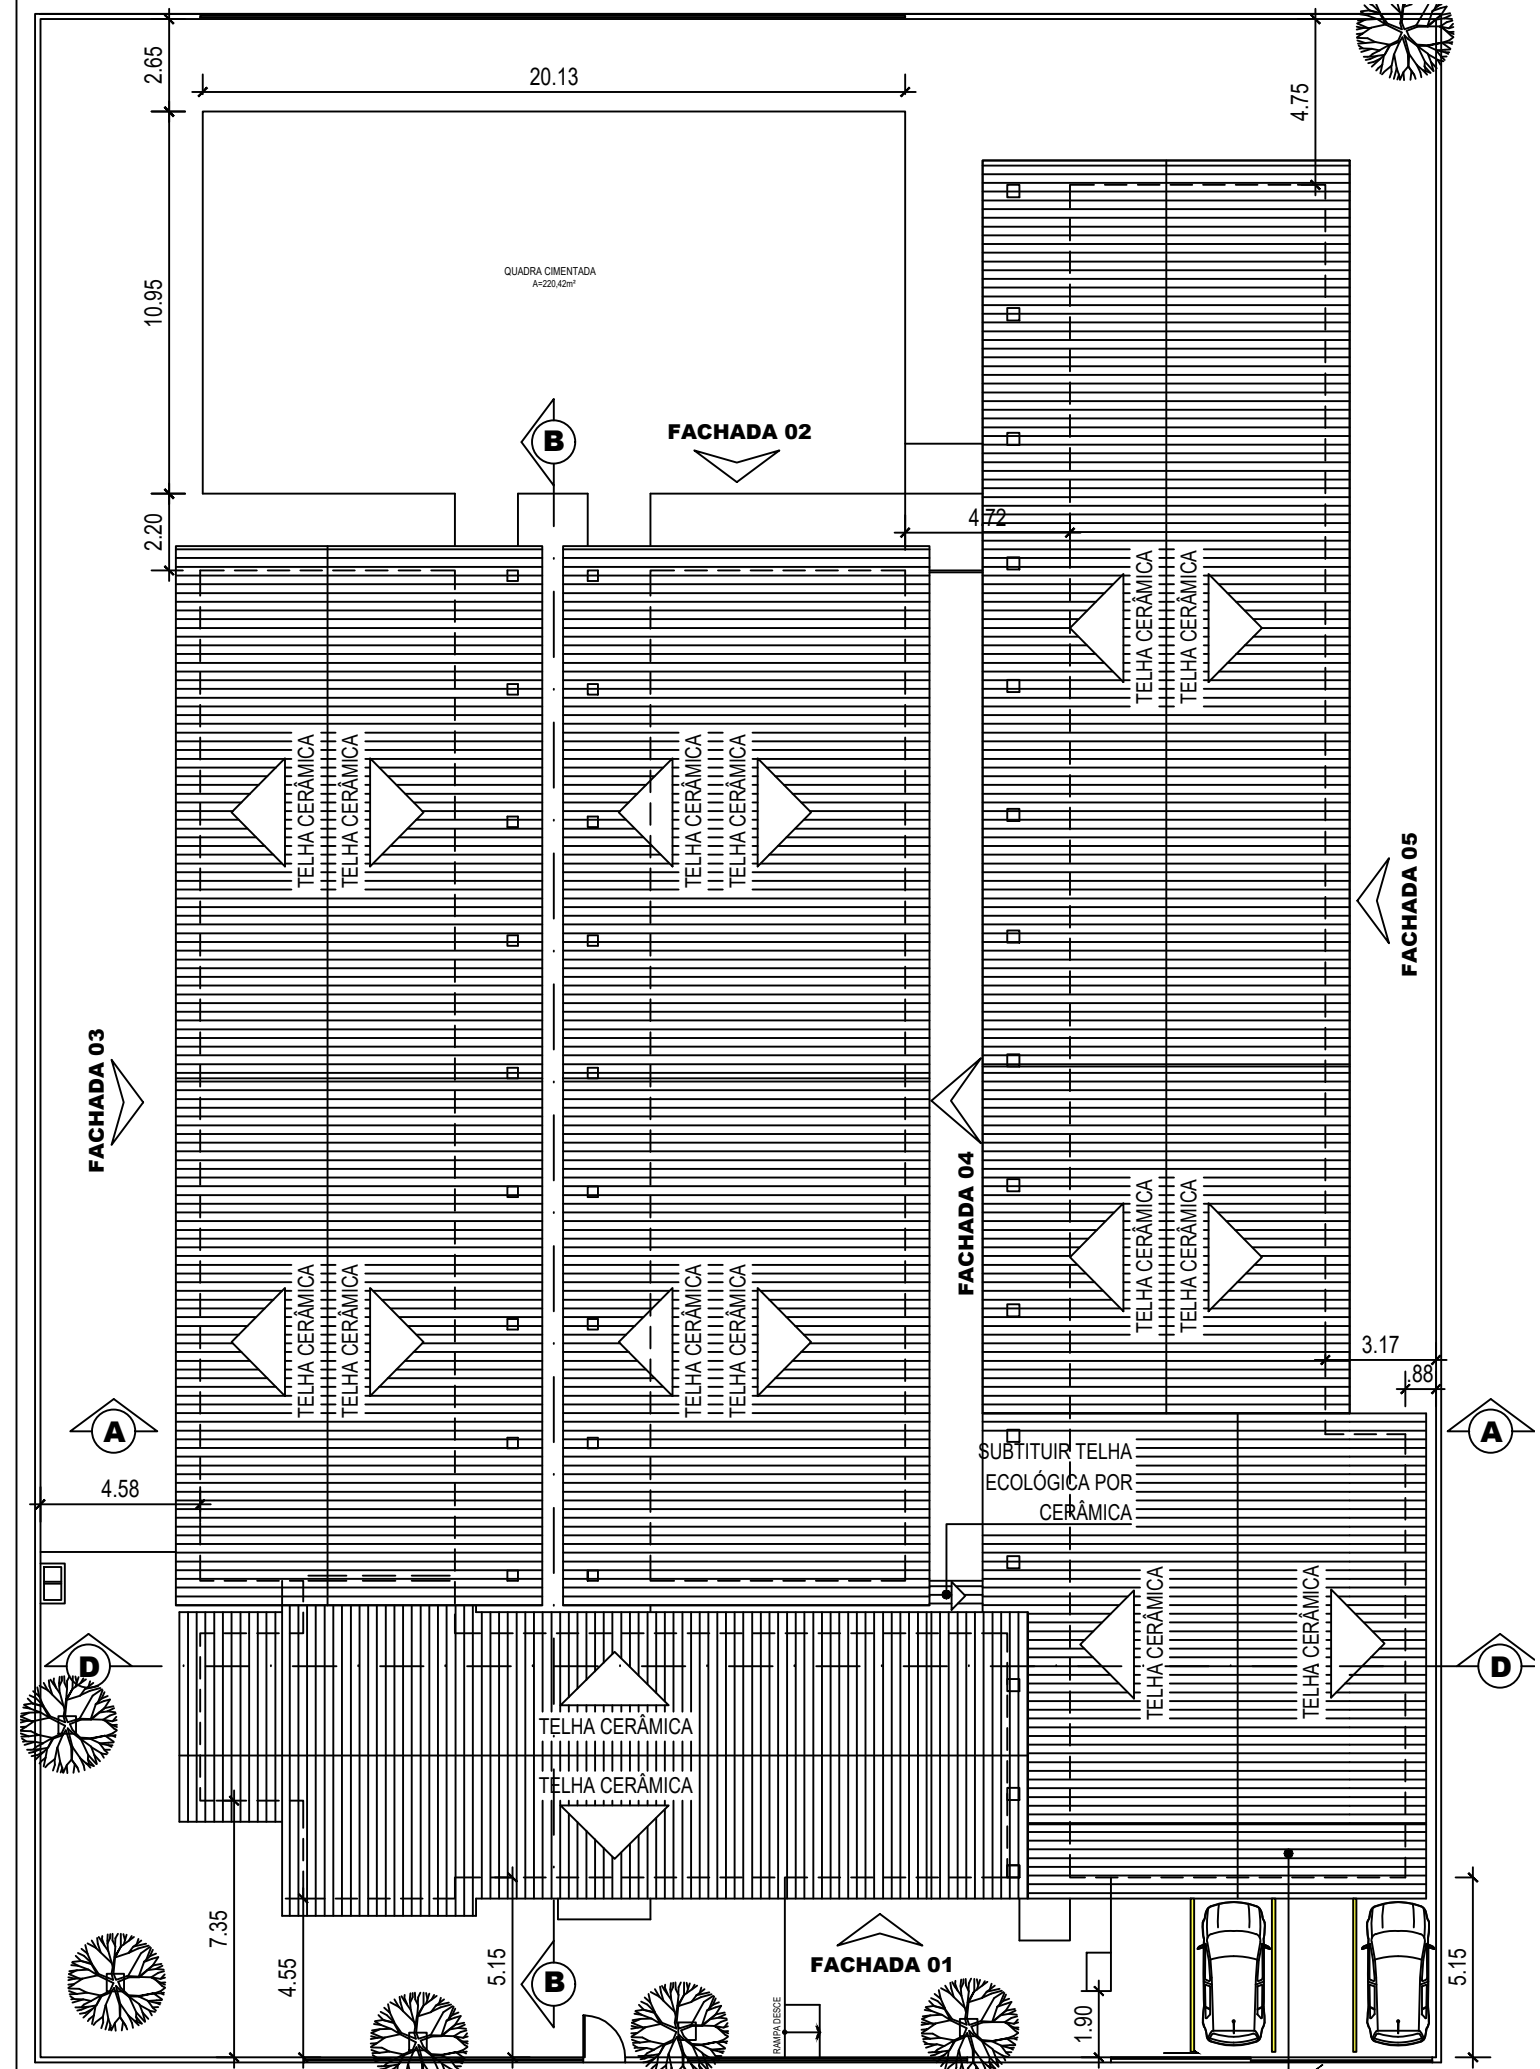 2.65
20.13
4.75
10.95
QUADRA CIMENTADA
A=220,42m²
B
FACHADA 02
2.20
4.72
TELHA CERÂMICA
TELHA CERÂMICA
TELHA CERÂMICA
TELHA CERÂMICA
TELHA CERÂMICA
TELHA CERÂMICA
FACHADA 05
FACHADA 03
FACHADA 04
TELHA CERÂMICA
TELHA CERÂMICA
TELHA CERÂMICA
TELHA CERÂMICA
TELHA CERÂMICA
TELHA CERÂMICA
3.17
.88
A
A
SUBTITUIR TELHA
ECOLÓGICA POR
CERÂMICA
4.58
TELHA CERÂMICA
TELHA CERÂMICA
D
D
TELHA CERÂMICA
TELHA CERÂMICA
7.35
4.55
5.15
B
FACHADA 01
RAMPA DESCE
1.90
5.15